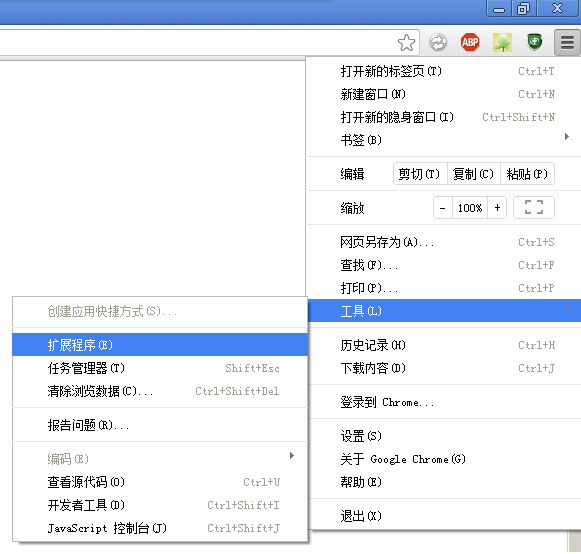 ABP
打开新的标签页(T) Ctrl+T
新建窗口(N) Ctrl+N
打开新的隐身窗口(I) Ctrl+Shift+N
书签(B)
编辑 剪切(T) 复制(C) 粘贴(P)
缩放 - 100% +
网页另存为(A)... Ctrl+S
查找(F)... Ctrl+F
打印(P)... Ctrl+P
工具(L)
历史记录(H) Ctrl+H
下载内容(D) Ctrl+J
登录到 Chrome...
设置(S)
关于 Google Chrome(G)
帮助(E)
退出(X)
创建应用快捷方式(S)...
扩展程序(E)
任务管理器(T) Shift+Esc
清除浏览数据(C)... Ctrl+Shift+Del
报告问题(R)...
编码(E)
查看源代码(O) Ctrl+U
开发者工具(D) Ctrl+Shift+I
JavaScript 控制台(J) Ctrl+Shift+J